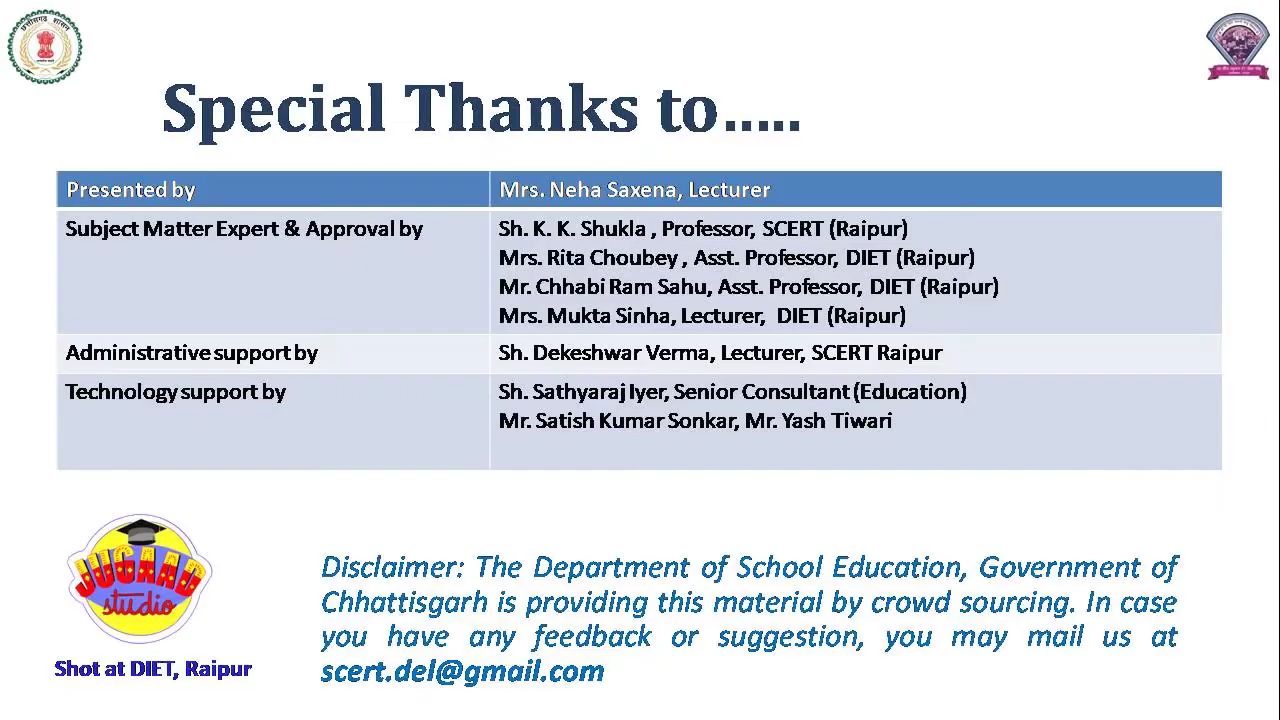 छत्तीसगढ़ शासन
Special Thanks to.....
Presented by
Mrs. Neha Saxena, Lecturer
Subject Matter Expert & Approval by
Sh. K. K. Shukla , Professor, SCERT (Raipur)
Mrs. Rita Choubey , Asst. Professor, DIET (Raipur)
Mr. Chhabi Ram Sahu, Asst. Professor, DIET (Raipur)
Mrs. Mukta Sinha, Lecturer, DIET (Raipur)
Administrative support by
Sh. Dekeshwar Verma, Lecturer, SCERT Raipur
Technology support by
Sh. Sathyaraj Iyer, Senior Consultant (Education)
Mr. Satish Kumar Sonkar, Mr. Yash Tiwari
JUGAAD
studio
Shot at DIET, Raipur
Disclaimer: The Department of School Education, Government of
Chhattisgarh is providing this material by crowd sourcing. In case
you have any feedback or suggestion, you may mail us at
scert.del@gmail.com